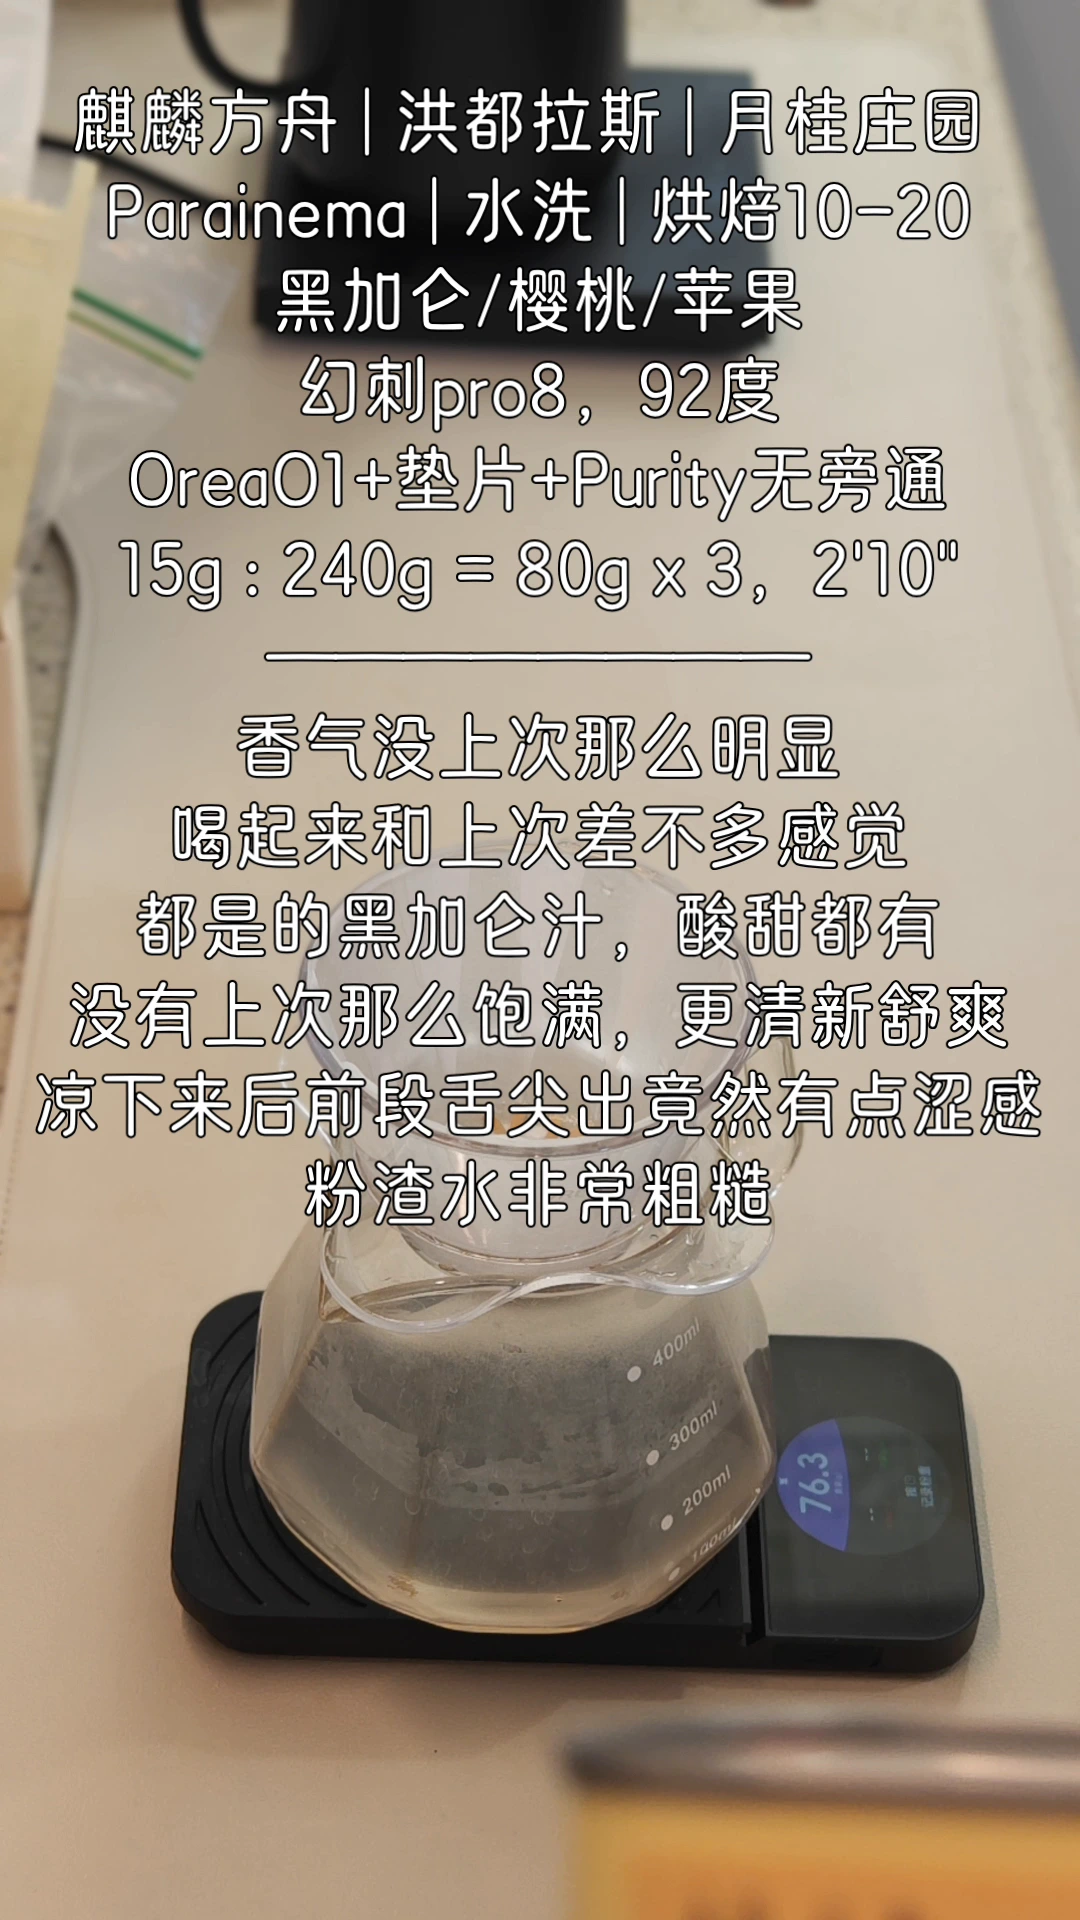 麒麟方舟 | 洪都拉斯 | 月桂庄园
Parainema | 水洗 | 烘焙10-20
黑加仑/樱桃/苹果
幻刺pro8，92度
OreaO1+垫片+Purity无旁通
15g : 240g = 80g x 3，2'10"
香气没上次那么明显
喝起来和上次差不多感觉
都是的黑加仑汁，酸甜都有
没有上次那么饱满，更清新舒爽
凉下来后前段舌尖出竟然有点涩感
粉渣水非常粗糙
400ml
300ml
200ml
100ml
76.3